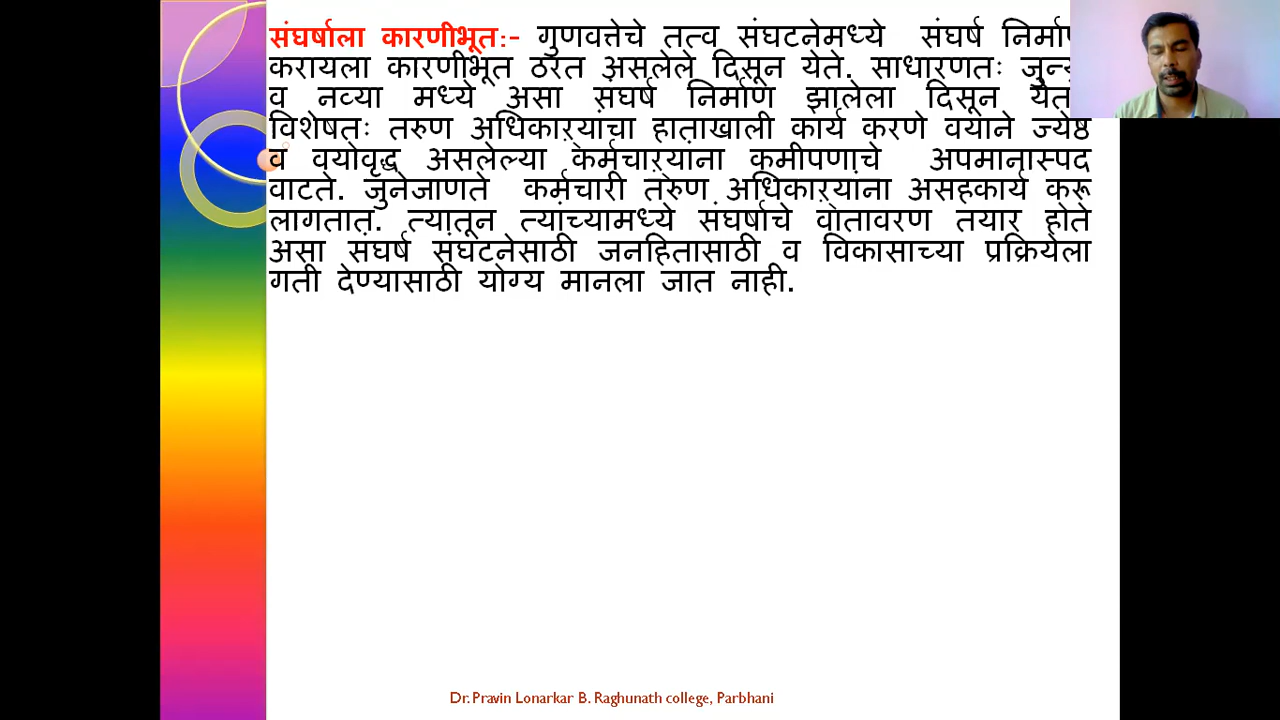 संघर्षाला कारणीभूत:- गुणवत्तेचे तत्व संघटनेमध्ये संघर्ष
करायला कारणीभूत ठरत असलेले दिसून येते. साधारणतः
व नव्या मध्ये असा संघर्ष निर्माण झालेला दिसून
विशेषतः तरुण अधिकाऱ्यांचा हाताखाली कार्य करणे वयाने ज्येष्ठ
व वयोवृद्ध असलेल्या कर्मचाऱ्यांना कमीपणाचे अपमानास्पद
वाटते. जुनेजाणते कर्मचारी तरुण अधिकाऱ्यांना असहकार्य करू
लागतात. त्यातून त्यांच्यामध्ये संघर्षाचे वातावरण तयार होते
असा संघर्ष संघटनेसाठी जनहितासाठी व विकासाच्या प्रक्रियेला
गती देण्यासाठी योग्य मानला जात नाही.
Dr. Pravin Lonarkar B. Raghunath college, Parbhani